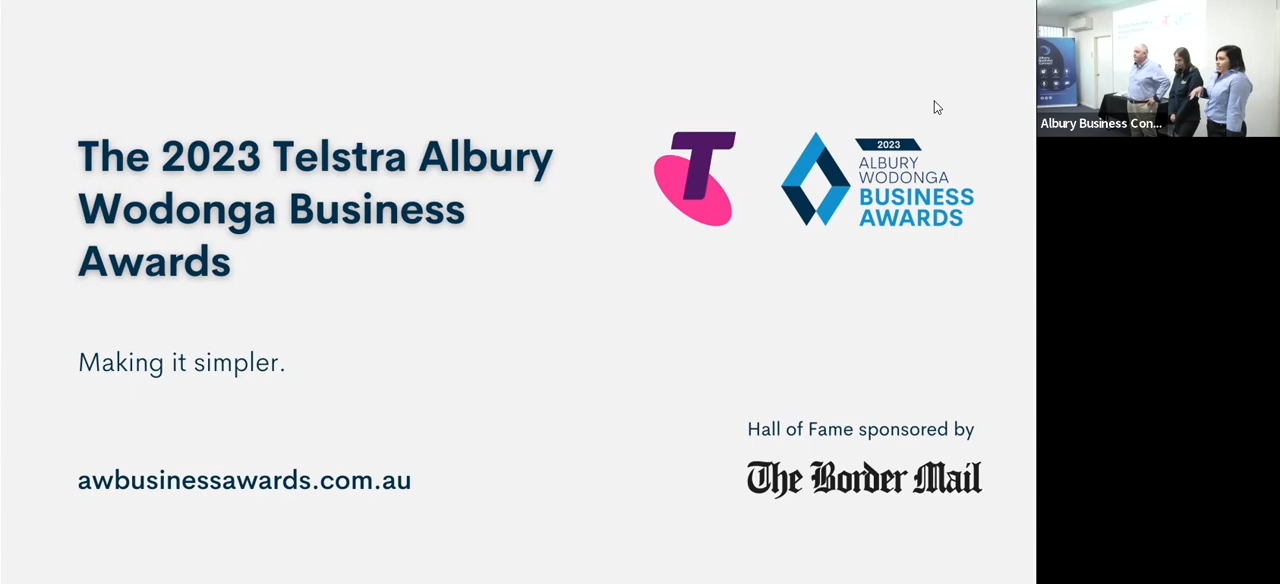 The 2023 Telstra Albury
Wodonga Business
Awards
Making it simpler.
awbusinessawards.com.au
T
2023
ALBURY
WODONGA
BUSINESS
AWARDS
Hall of Fame sponsored by
The Border Mail
Albury Business Con...